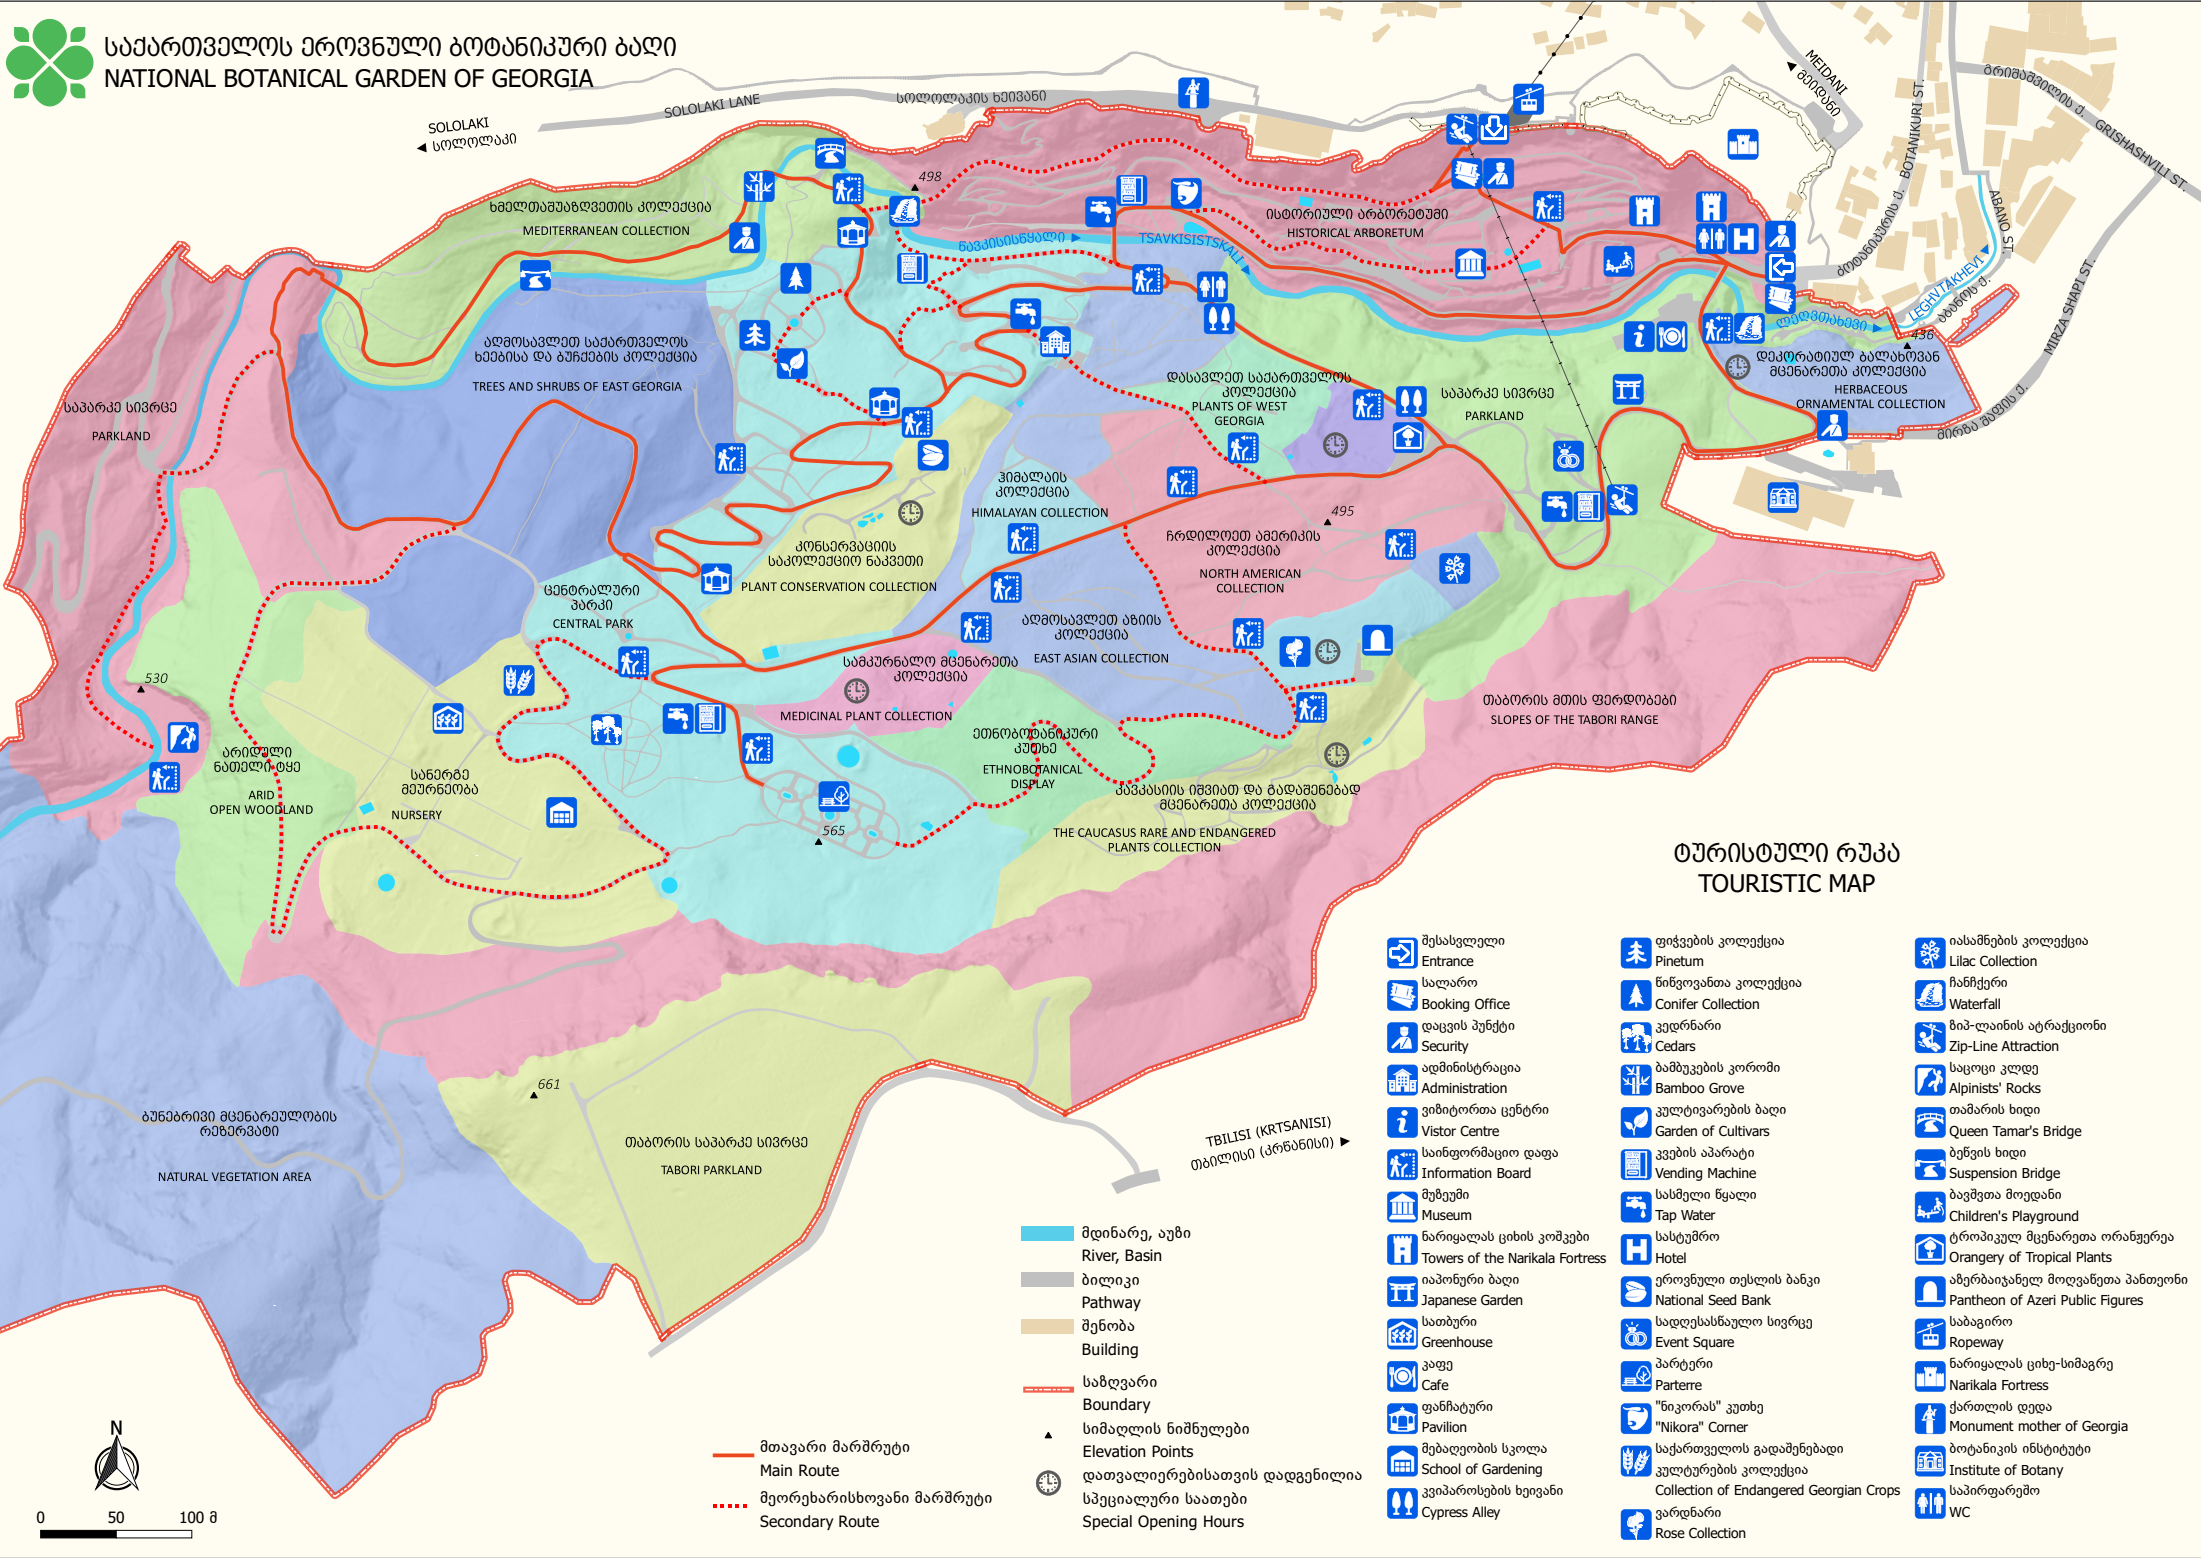 საქართველოს ეროვნული ბოტანიკური ბაღი
NATIONAL BOTANICAL GARDEN OF GEORGIA
SOLOLAKI
◄ სოლოლაკი
SOLOLAKI LANE
სოლოლაკის ხეივანი
MEIDANI
მეიდანი
ბოტანიკურის ქ. BOTANIKURI ST.
გრიშაშვილის ქ. GRISHASHVILI ST.
ABANO ST.
აბანოს ქ.
MIRZA SHAPI ST.
მირზა შაფის ქ.
LEGHVTAKHEVI
ლეღვთახევი
წავკისისწყალი
TSAVKISISTSKALI
498
436
495
530
565
661
ხმელთაშუაზღვეთის კოლექცია
MEDITERRANEAN COLLECTION
ისტორიული არბორეტუმი
HISTORICAL ARBORETUM
აღმოსავლეთ საქართველოს
ხეებისა და ბუჩქების კოლექცია
TREES AND SHRUBS OF EAST GEORGIA
საპარკე სივრცე
PARKLAND
დასავლეთ საქართველოს
კოლექცია
PLANTS OF WEST
GEORGIA
საპარკე სივრცე
PARKLAND
დეკორატიულ ბალახოვან
მცენარეთა კოლექცია
HERBACEOUS
ORNAMENTAL COLLECTION
ჰიმალაის
კოლექცია
HIMALAYAN COLLECTION
კონსერვაციის
საკოლექციო ნაკვეთი
PLANT CONSERVATION COLLECTION
ჩრდილოეთ ამერიკის
კოლექცია
NORTH AMERICAN
COLLECTION
ცენტრალური
პარკი
CENTRAL PARK
აღმოსავლეთ აზიის
კოლექცია
EAST ASIAN COLLECTION
სამკურნალო მცენარეთა
კოლექცია
MEDICINAL PLANT COLLECTION
ეთნობოტანიკური
კუთხე
ETHNOBOTANICAL
DISPLAY
თაბორის მთის ფერდობები
SLOPES OF THE TABORI RANGE
არიდული
ნათელი ტყე
ARID
OPEN WOODLAND
სანერგე
მეურნეობა
NURSERY
კავკასიის იშვიათ და გადაშენებად
მცენარეთა კოლექცია
THE CAUCASUS RARE AND ENDANGERED
PLANTS COLLECTION
ბუნებრივი მცენარეულობის
რეზერვატი
NATURAL VEGETATION AREA
თაბორის საპარკე სივრცე
TABORI PARKLAND
TBILISI (KRTSANISI)
თბილისი (კრწანისი) ►
ტურისტული რუკა
TOURISTIC MAP
შესასვლელი
Entrance
სალარო
Booking Office
დაცვის პუნქტი
Security
ადმინისტრაცია
Administration
ვიზიტორთა ცენტრი
Vistor Centre
საინფორმაციო დაფა
Information Board
მუზეუმი
Museum
ნარიყალას ციხის კოშკები
Towers of the Narikala Fortress
იაპონური ბაღი
Japanese Garden
სათბური
Greenhouse
კაფე
Cafe
ფანჩატური
Pavilion
მებაღეობის სკოლა
School of Gardening
კვიპაროსების ხეივანი
Cypress Alley
ფიჭვების კოლექცია
Pinetum
წიწვოვანთა კოლექცია
Conifer Collection
კედრნარი
Cedars
ბამბუკების კორომი
Bamboo Grove
კულტივარების ბაღი
Garden of Cultivars
კვების აპარატი
Vending Machine
სასმელი წყალი
Tap Water
სასტუმრო
Hotel
ეროვნული თესლის ბანკი
National Seed Bank
სადღესასწაულო სივრცე
Event Square
პარტერი
Parterre
"ნიკორას" კუთხე
"Nikora" Corner
საქართველოს გადაშენებადი
კულტურების კოლექცია
Collection of Endangered Georgian Crops
ვარდნარი
Rose Collection
იასამნების კოლექცია
Lilac Collection
ჩანჩქერი
Waterfall
ზიპ-ლაინის ატრაქციონი
Zip-Line Attraction
საცოცი კლდე
Alpinists' Rocks
თამარის ხიდი
Queen Tamar's Bridge
ბეწვის ხიდი
Suspension Bridge
ბავშვთა მოედანი
Children's Playground
ტროპიკულ მცენარეთა ორანჟერეა
Orangery of Tropical Plants
აზერბაიჯანელ მოღვაწეთა პანთეონი
Pantheon of Azeri Public Figures
საბაგირო
Ropeway
ნარიყალას ციხე-სიმაგრე
Narikala Fortress
ქართლის დედა
Monument mother of Georgia
ბოტანიკის ინსტიტუტი
Institute of Botany
საპირფარეშო
WC
მდინარე, აუზი
River, Basin
ბილიკი
Pathway
შენობა
Building
საზღვარი
Boundary
სიმაღლის ნიშნულები
Elevation Points
დათვალიერებისათვის დადგენილია
სპეციალური საათები
Special Opening Hours
მთავარი მარშრუტი
Main Route
მეორეხარისხოვანი მარშრუტი
Secondary Route
N
0 50 100 მ